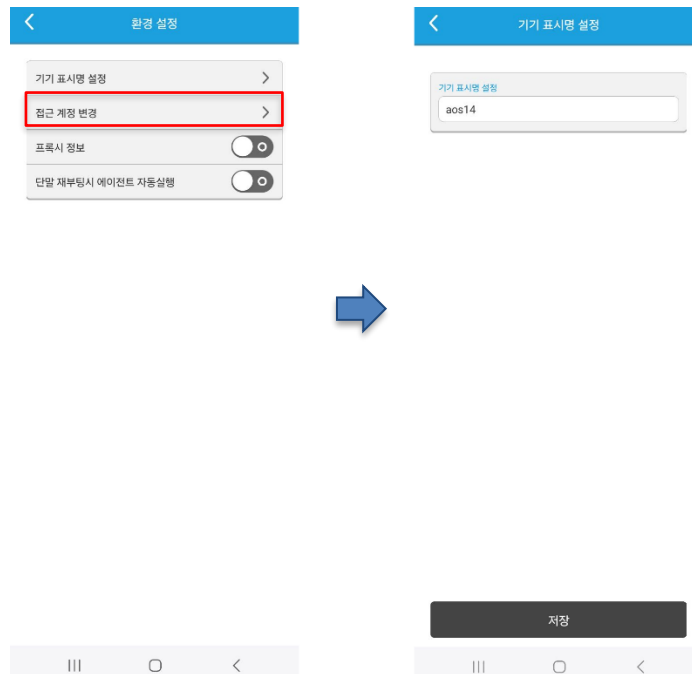 환경 설정
기기 표시명 설정
접근 계정 변경
프록시 정보
단말 재부팅시 에이전트 자동실행
기기 표시명 설정
기기 표시명 설정
aos14
저장